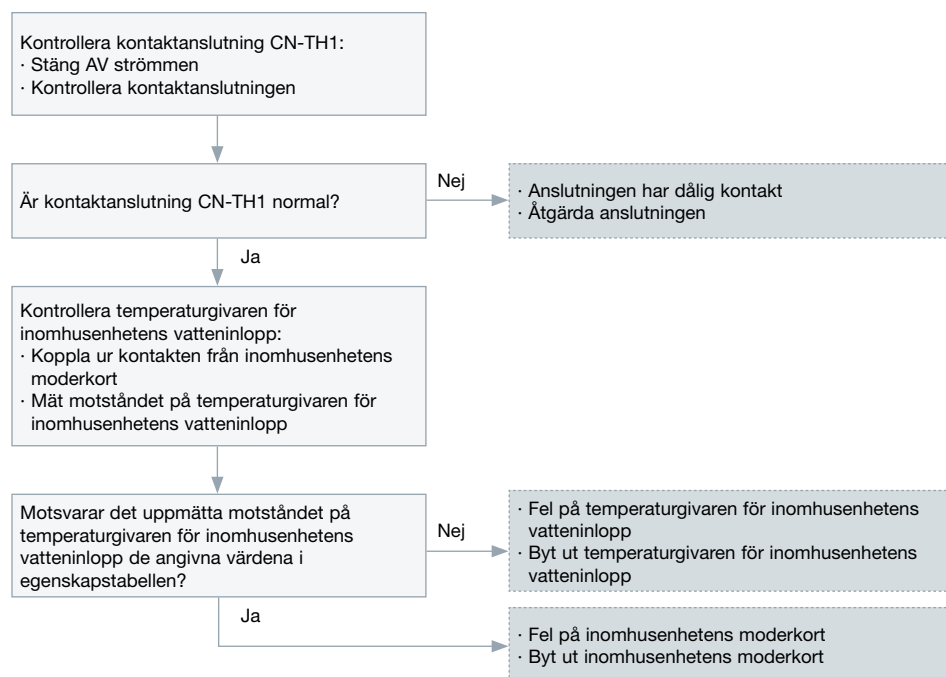 Kontrollera kontaktanslutning CN-TH1:
· Stäng AV strömmen
· Kontrollera kontaktanslutningen
Är kontaktanslutning CN-TH1 normal?
Nej
· Anslutningen har dålig kontakt
· Åtgärda anslutningen
Ja
Kontrollera temperaturgivaren för
inomhusenhetens vatteninlopp:
· Koppla ur kontakten från inomhusenhetens
moderkort
· Mät motståndet på temperaturgivaren för
inomhusenhetens vatteninlopp
Motsvarar det uppmätta motståndet på
temperaturgivaren för inomhusenhetens
vatteninlopp de angivna värdena i
egenskapstabellen?
Nej
· Fel på temperaturgivaren för inomhusenhetens
vatteninlopp
· Byt ut temperaturgivaren för inomhusenhetens
vatteninlopp
Ja
· Fel på inomhusenhetens moderkort
· Byt ut inomhusenhetens moderkort